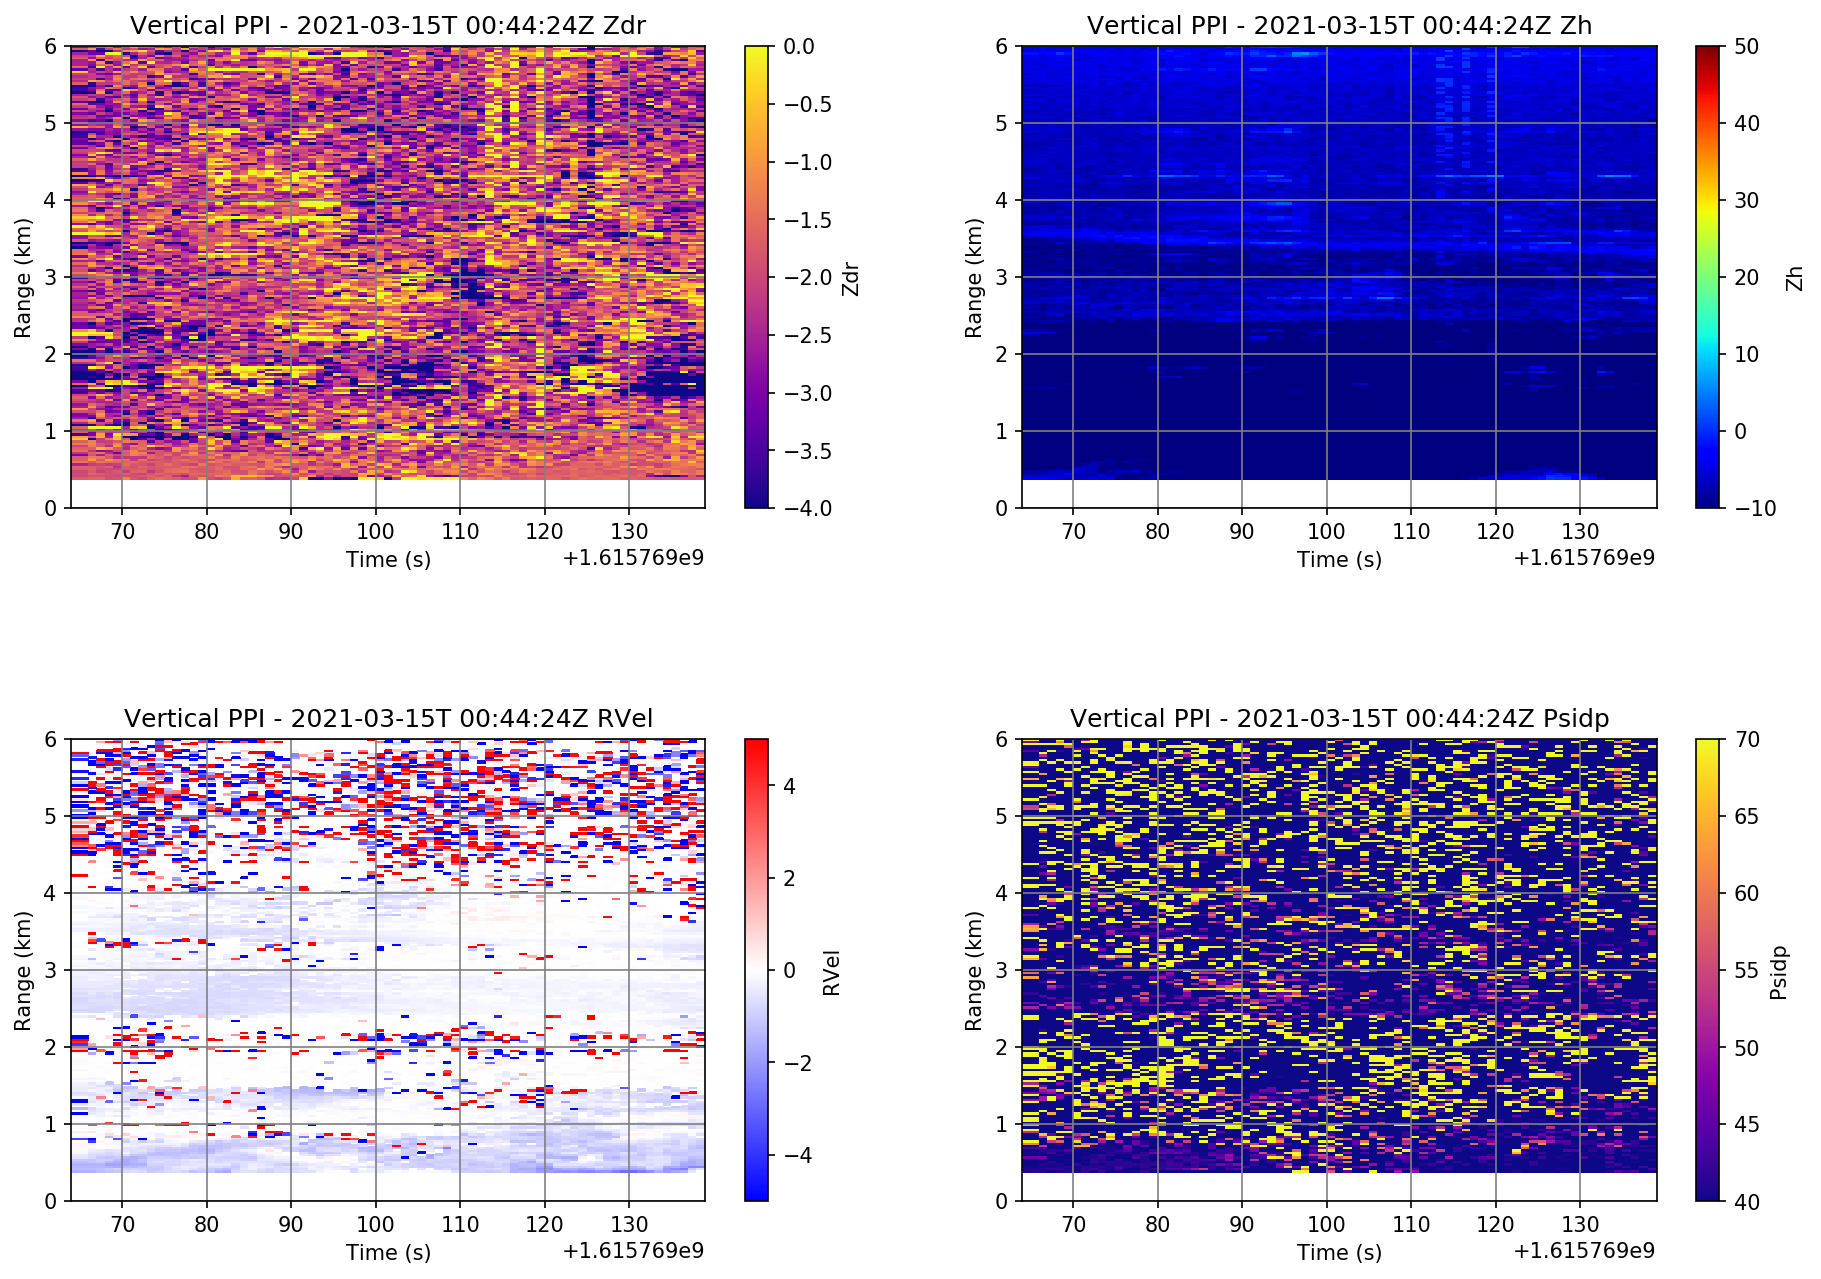 Vertical PPI - 2021-03-15T 00:44:24Z Zdr
6
5
4
3
2
1
0
Range (km)
70 80 90 100 110 120 130
Time (s)
+1.615769e9
0.0
−0.5
−1.0
−1.5
−2.0
−2.5
−3.0
−3.5
−4.0
Zdr
Vertical PPI - 2021-03-15T 00:44:24Z Zh
6
5
4
3
2
1
0
Range (km)
70 80 90 100 110 120 130
Time (s)
+1.615769e9
50
40
30
20
10
0
−10
Zh
Vertical PPI - 2021-03-15T 00:44:24Z RVel
6
5
4
3
2
1
0
Range (km)
70 80 90 100 110 120 130
Time (s)
+1.615769e9
4
2
0
−2
−4
RVel
Vertical PPI - 2021-03-15T 00:44:24Z Psidp
6
5
4
3
2
1
0
Range (km)
70 80 90 100 110 120 130
Time (s)
+1.615769e9
70
65
60
55
50
45
40
Psidp